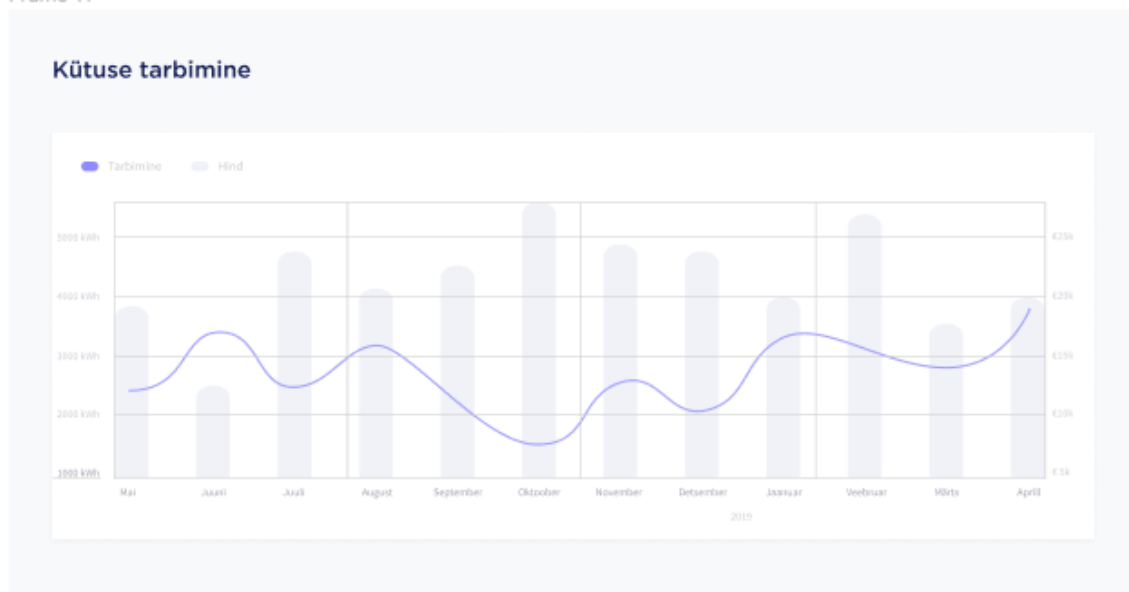 Kütuse tarbimine
Tarbimine Hind
5000 kWh €25k
4000 kWh €20k
3000 kWh €15k
2000 kWh €10k
1000 kWh € 5k
Mai Juuni Juuli August September Oktoober November Detsember Jaanuar Veebruar Märts Aprill
2019